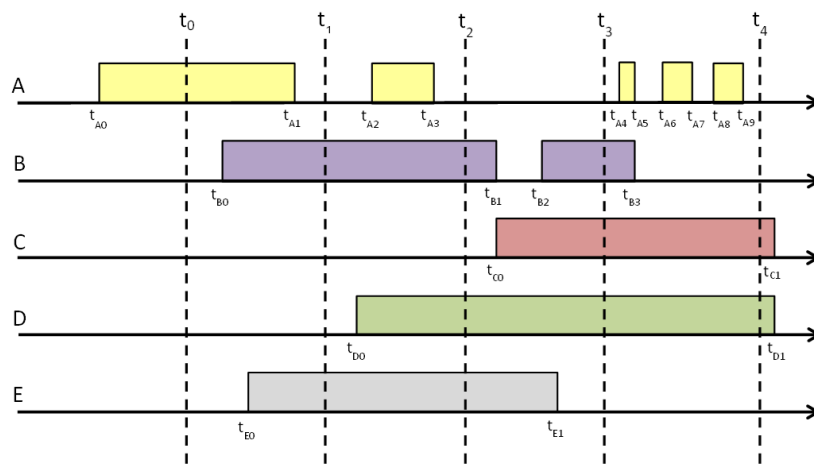 t0 t1 t2 t3 t4
A
tA0 tA1 tA2 tA3 tA4 tA5 tA6 tA7 tA8 tA9
B
tB0 tB1 tB2 tB3
C
tC0 tC1
D
tD0 tD1
E
tE0 tE1